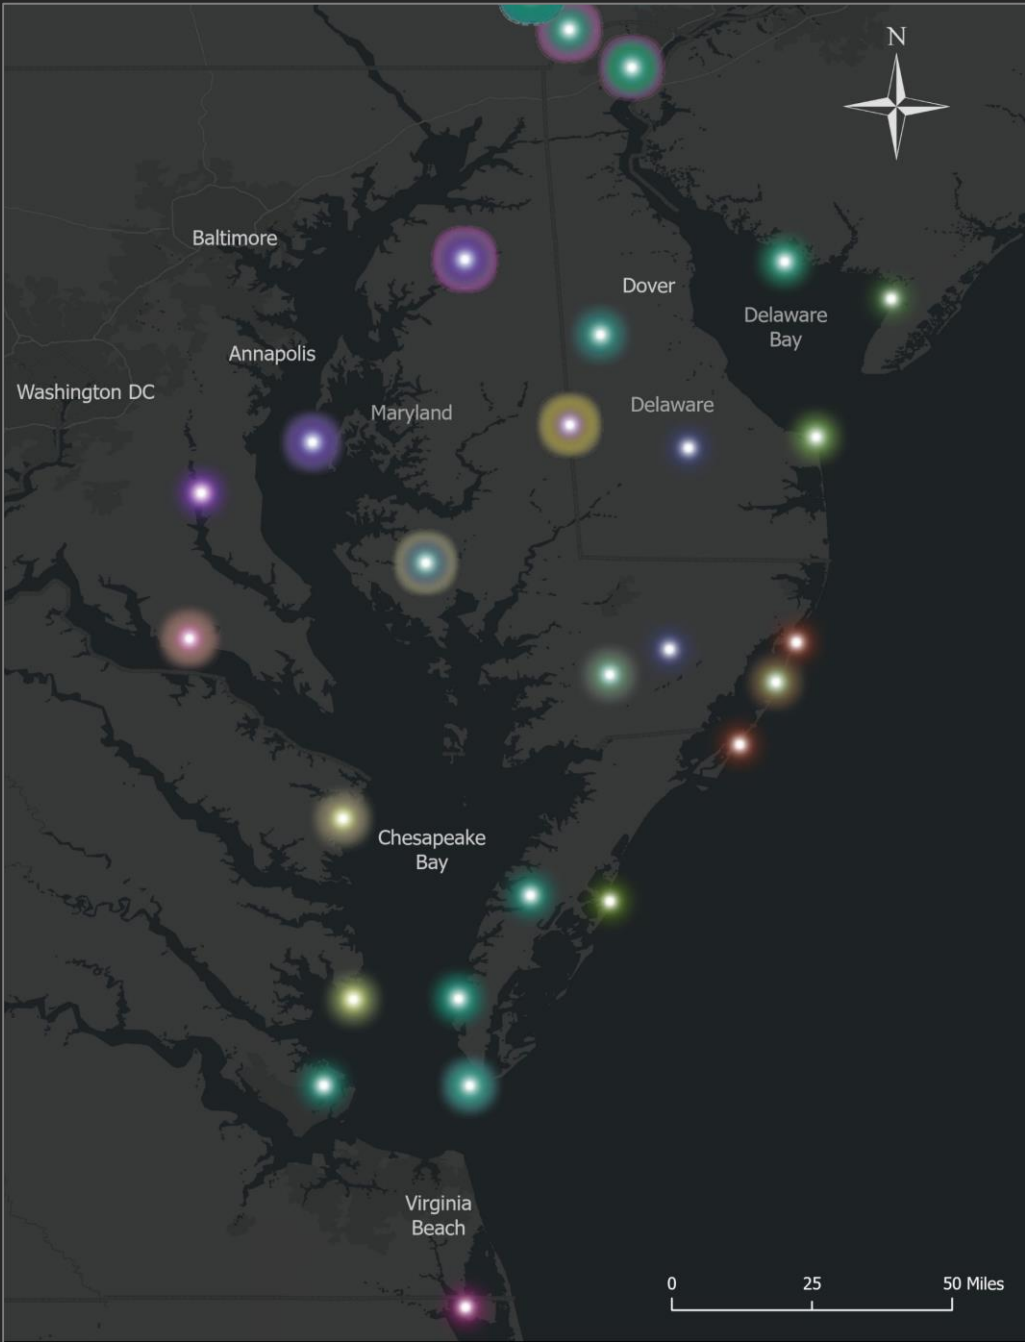 N
Baltimore
Dover
Delaware
Bay
Annapolis
Washington DC
Maryland
Delaware
Chesapeake
Bay
Virginia
Beach
0 25 50 Miles